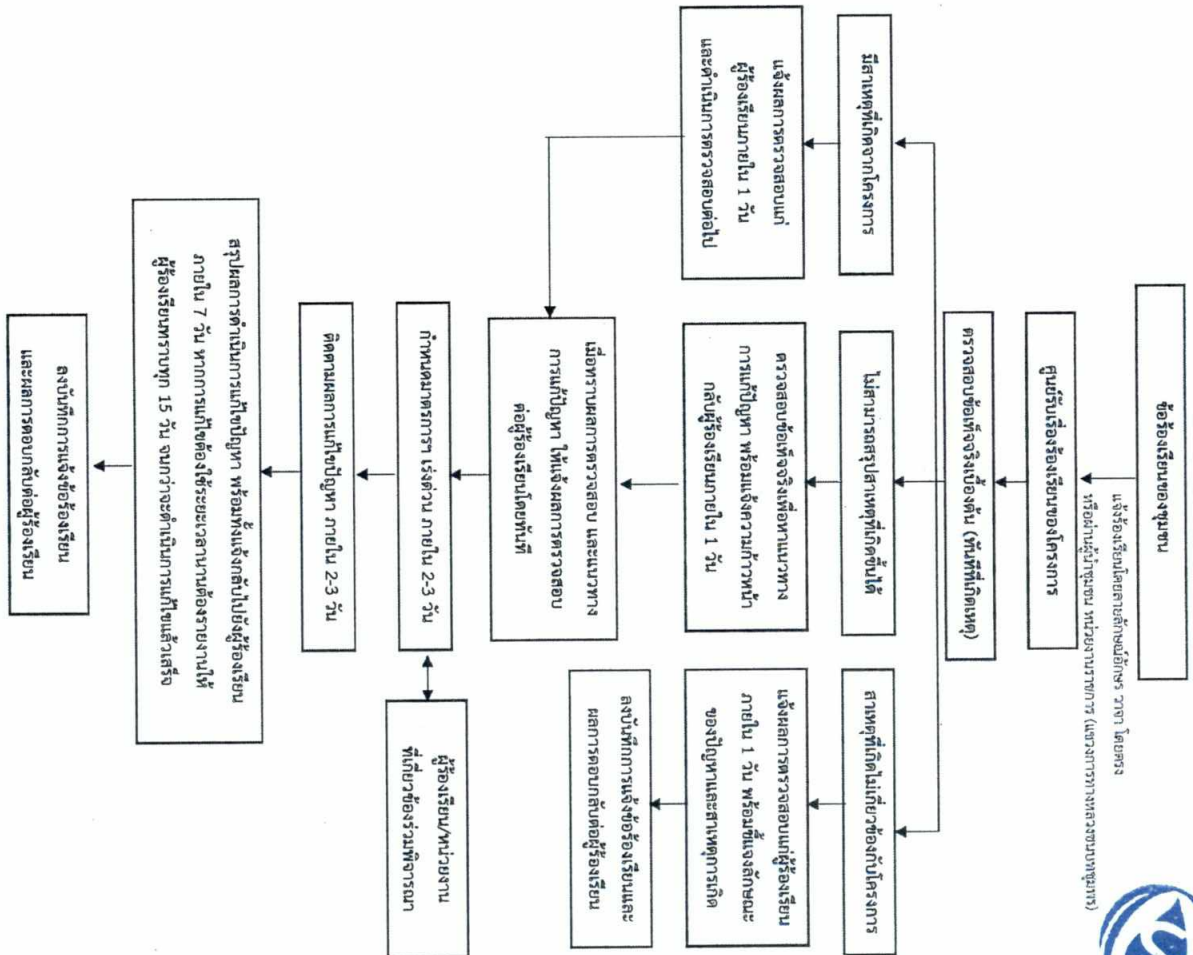 ข้อร้องเรียนของชุมชน
แจ้งร้องเรียนโดยลายลักษณ์อักษร วาจา โดยตรง
หรือผ่านผู้นำชุมชน หน่วยงานราชการ (แขวงการทางหลวงชนบทชุมพร)
ศูนย์รับเรื่องร้องเรียนของโครงการ
ตรวจสอบข้อเท็จจริงเบื้องต้น (ทันทีที่เกิดเหตุ)
มีสาเหตุที่เกิดจากโครงการ
ไม่สามารถสรุปสาเหตุที่เกิดขึ้นได้
สาเหตุที่เกิดไม่เกี่ยวข้องกับโครงการ
แจ้งผลการตรวจสอบแก่
ผู้ร้องเรียนภายใน 1 วัน
และดำเนินการตรวจสอบต่อไป
ตรวจสอบข้อเท็จจริงเพื่อหาแนวทาง
การแก้ปัญหา พร้อมแจ้งความก้าวหน้า
กลับผู้ร้องเรียนภายใน 1 วัน
แจ้งผลการตรวจสอบแก่ผู้ร้องเรียน
ภายใน 1 วัน พร้อมชี้แจงลักษณะ
ของปัญหาและสาเหตุการเกิด
เมื่อทราบผลการตรวจสอบ และแนวทาง
การแก้ปัญหา ให้แจ้งผลการตรวจสอบ
ต่อผู้ร้องเรียนโดยทันที
ลงบันทึกการแจ้งข้อร้องเรียนและ
ผลการตอบกลับต่อผู้ร้องเรียน
กำหนดมาตรการฯ เร่งด่วน ภายใน 2-3 วัน
ผู้ร้องเรียน/หน่วยงาน
ที่เกี่ยวข้องร่วมพิจารณา
ติดตามผลการแก้ไขปัญหา ภายใน 2-3 วัน
สรุปผลการดำเนินการแก้ไขปัญหา พร้อมทั้งแจ้งกลับไปยังผู้ร้องเรียน
ภายใน 7 วัน หากการแก้ไขต้องใช้ระยะเวลานานต้องรายงานให้
ผู้ร้องเรียนทราบทุก 15 วัน จนกว่าจะดำเนินการแก้ไขแล้วเสร็จ
ลงบันทึกการแจ้งข้อร้องเรียน
และผลการตอบกลับต่อผู้ร้องเรียน